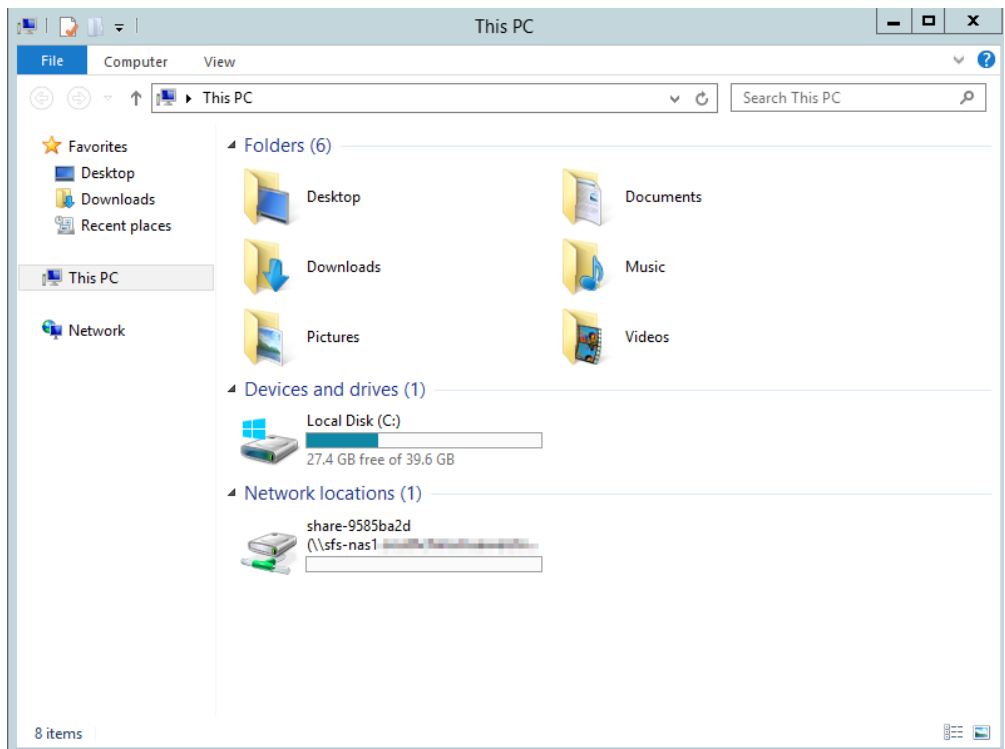 This PC
File Computer View
This PC
Search This PC
Favorites
Desktop
Downloads
Recent places
This PC
Network
Folders (6)
Desktop
Documents
Downloads
Music
Pictures
Videos
Devices and drives (1)
Local Disk (C:)
27.4 GB free of 39.6 GB
Network locations (1)
share-9585ba2d
(\\sfs-nas1
8 items